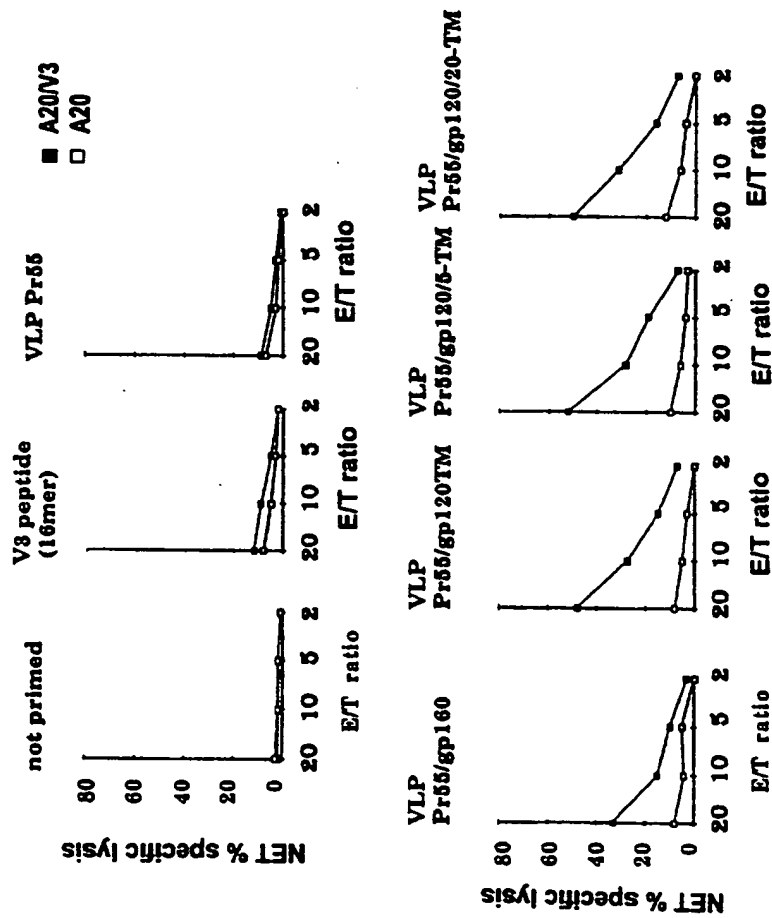 A20/V3
A20
not primed
V3 peptide
(16mer)
VLP Pr55
NET % specific lysis
80
60
40
20
0
20 10 5 2
E/T ratio
20 10 5 2
E/T ratio
20 10 5 2
E/T ratio
VLP
Pr55/gp160
VLP
Pr55/gp120TM
VLP
Pr55/gp120/5-TM
VLP
Pr55/gp120/20-TM
NET % specific lysis
80
60
40
20
0
20 10 5 2
E/T ratio
20 10 5 2
E/T ratio
20 10 5 2
E/T ratio
20 10 5 2
E/T ratio